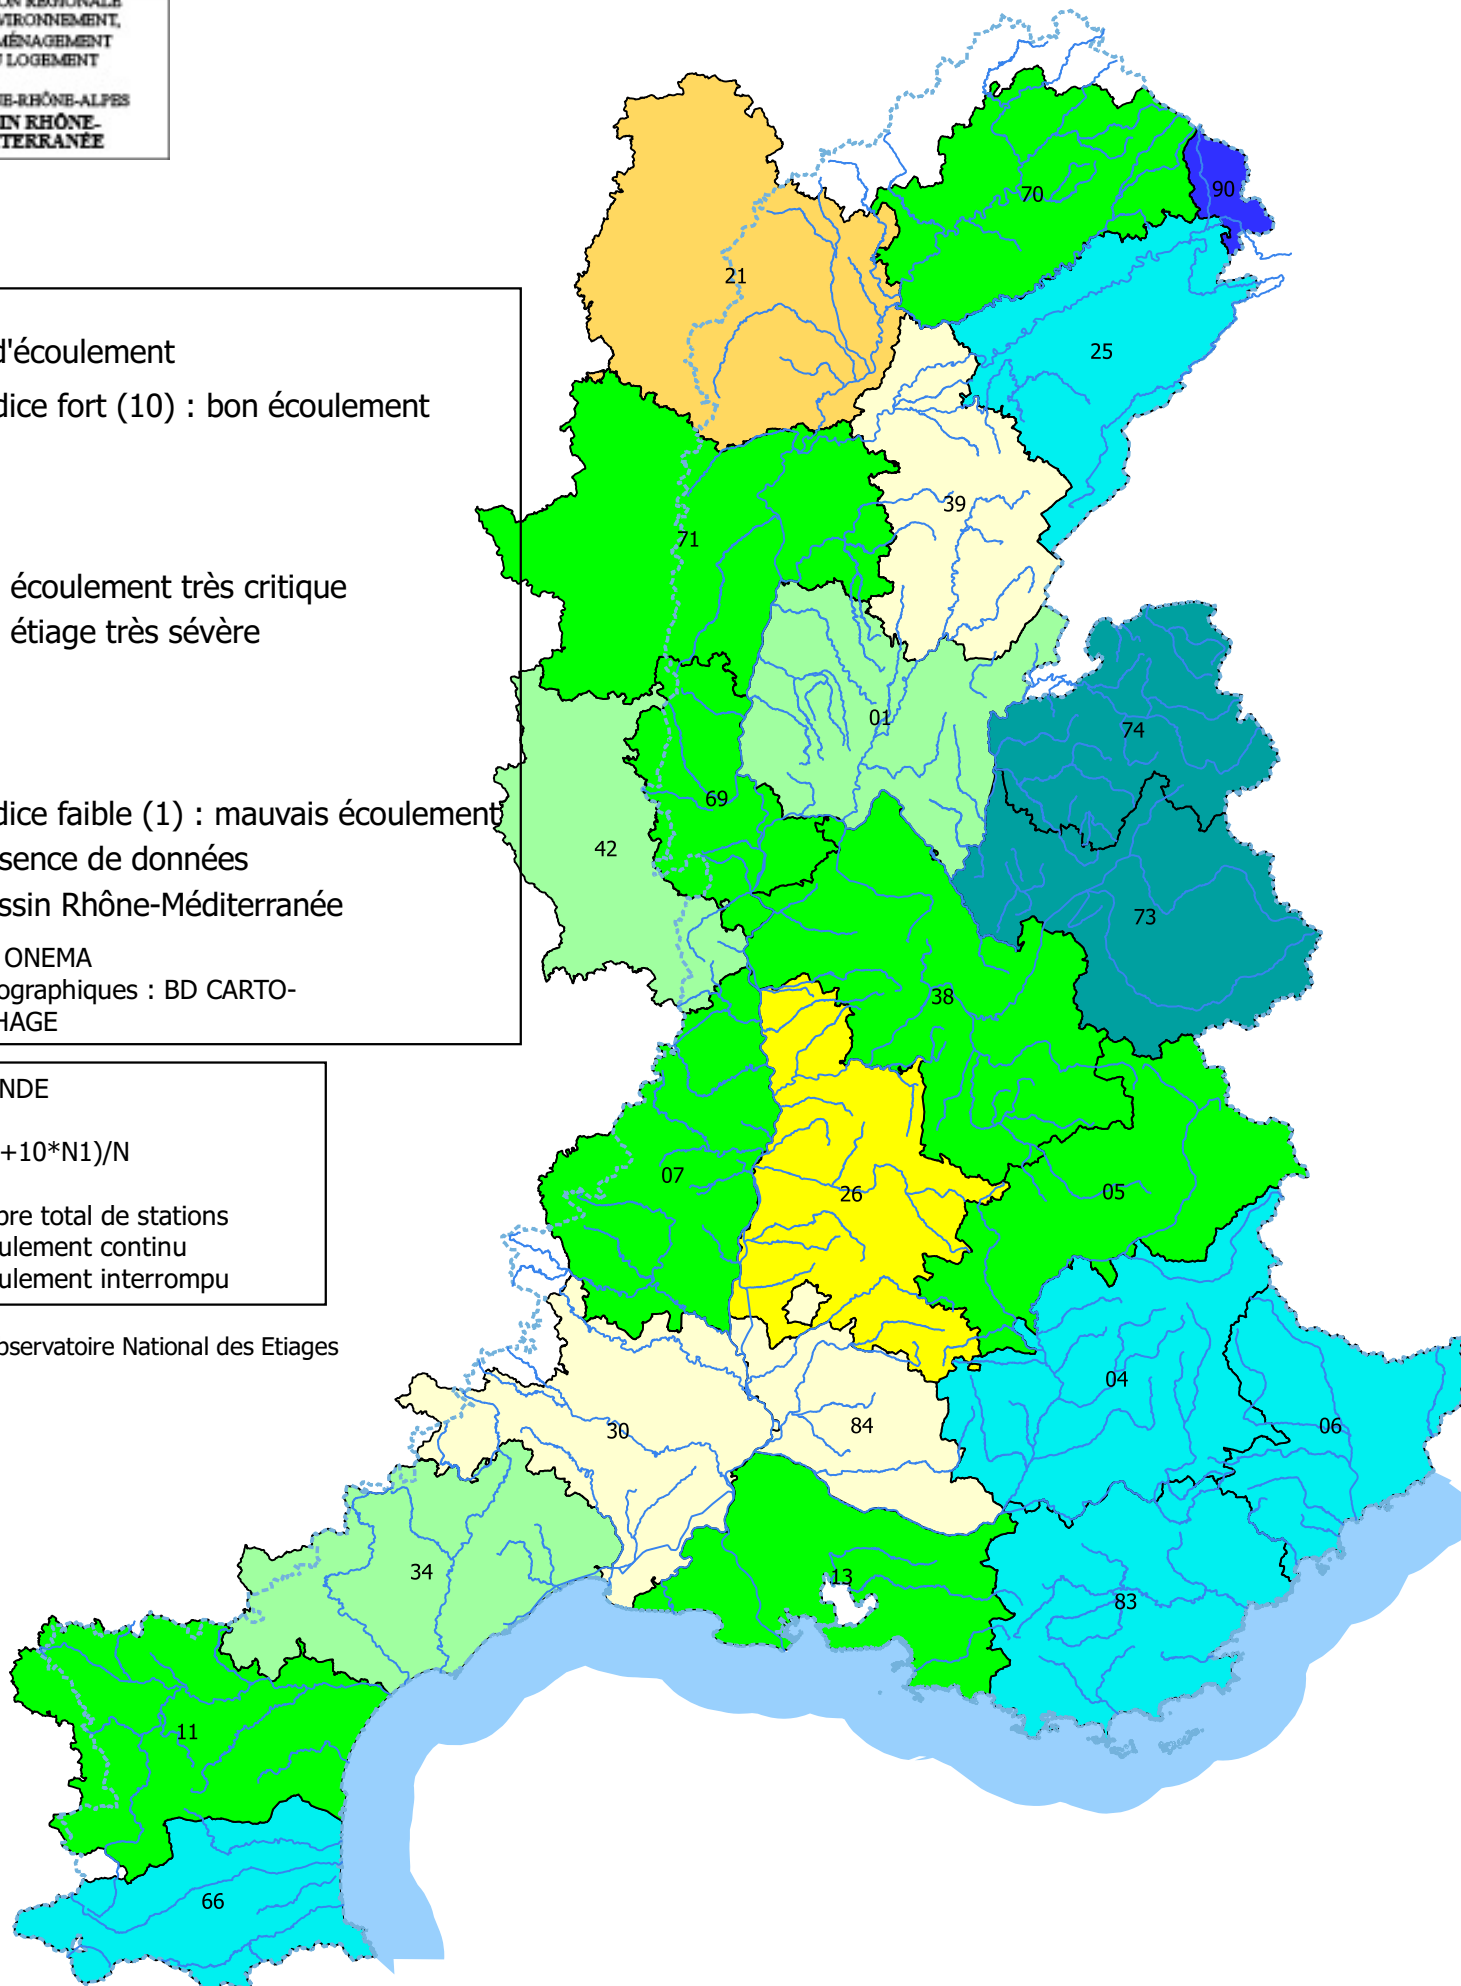 ON RÉGIONALE
VIRONNEMENT,
MÉNAGEMENT
U LOGEMENT
E-RHÔNE-ALPES
IN RHÔNE-
TERRANÉE
d'écoulement
dice fort (10) : bon écoulement
écoulement très critique
étiage très sévère
dice faible (1) : mauvais écoulement
sence de données
ssin Rhône-Méditerranée
ONEMA
ographiques : BD CARTO-
HAGE
NDE
+10*N1)/N
bre total de stations
ulement continu
ulement interrompu
bservatoire National des Etiages
90
70
21
25
39
71
74
01
69
42
73
38
07
26
05
04
06
30
84
34
13
83
11
66